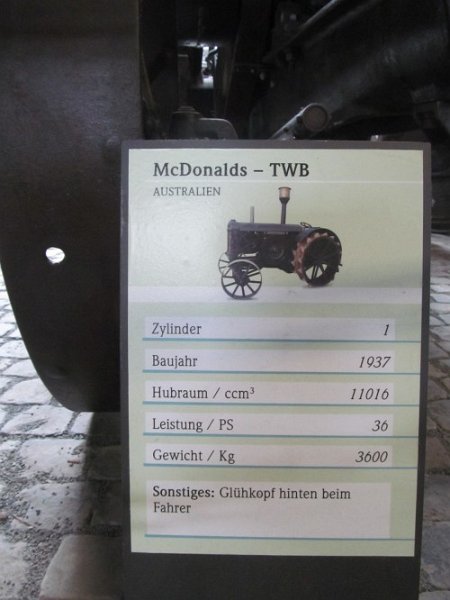 McDonalds – TWB
AUSTRALIEN
Zylinder 1
Baujahr 1937
Hubraum / ccm³ 11016
Leistung / PS 36
Gewicht / Kg 3600
Sonstiges: Glühkopf hinten beim
Fahrer